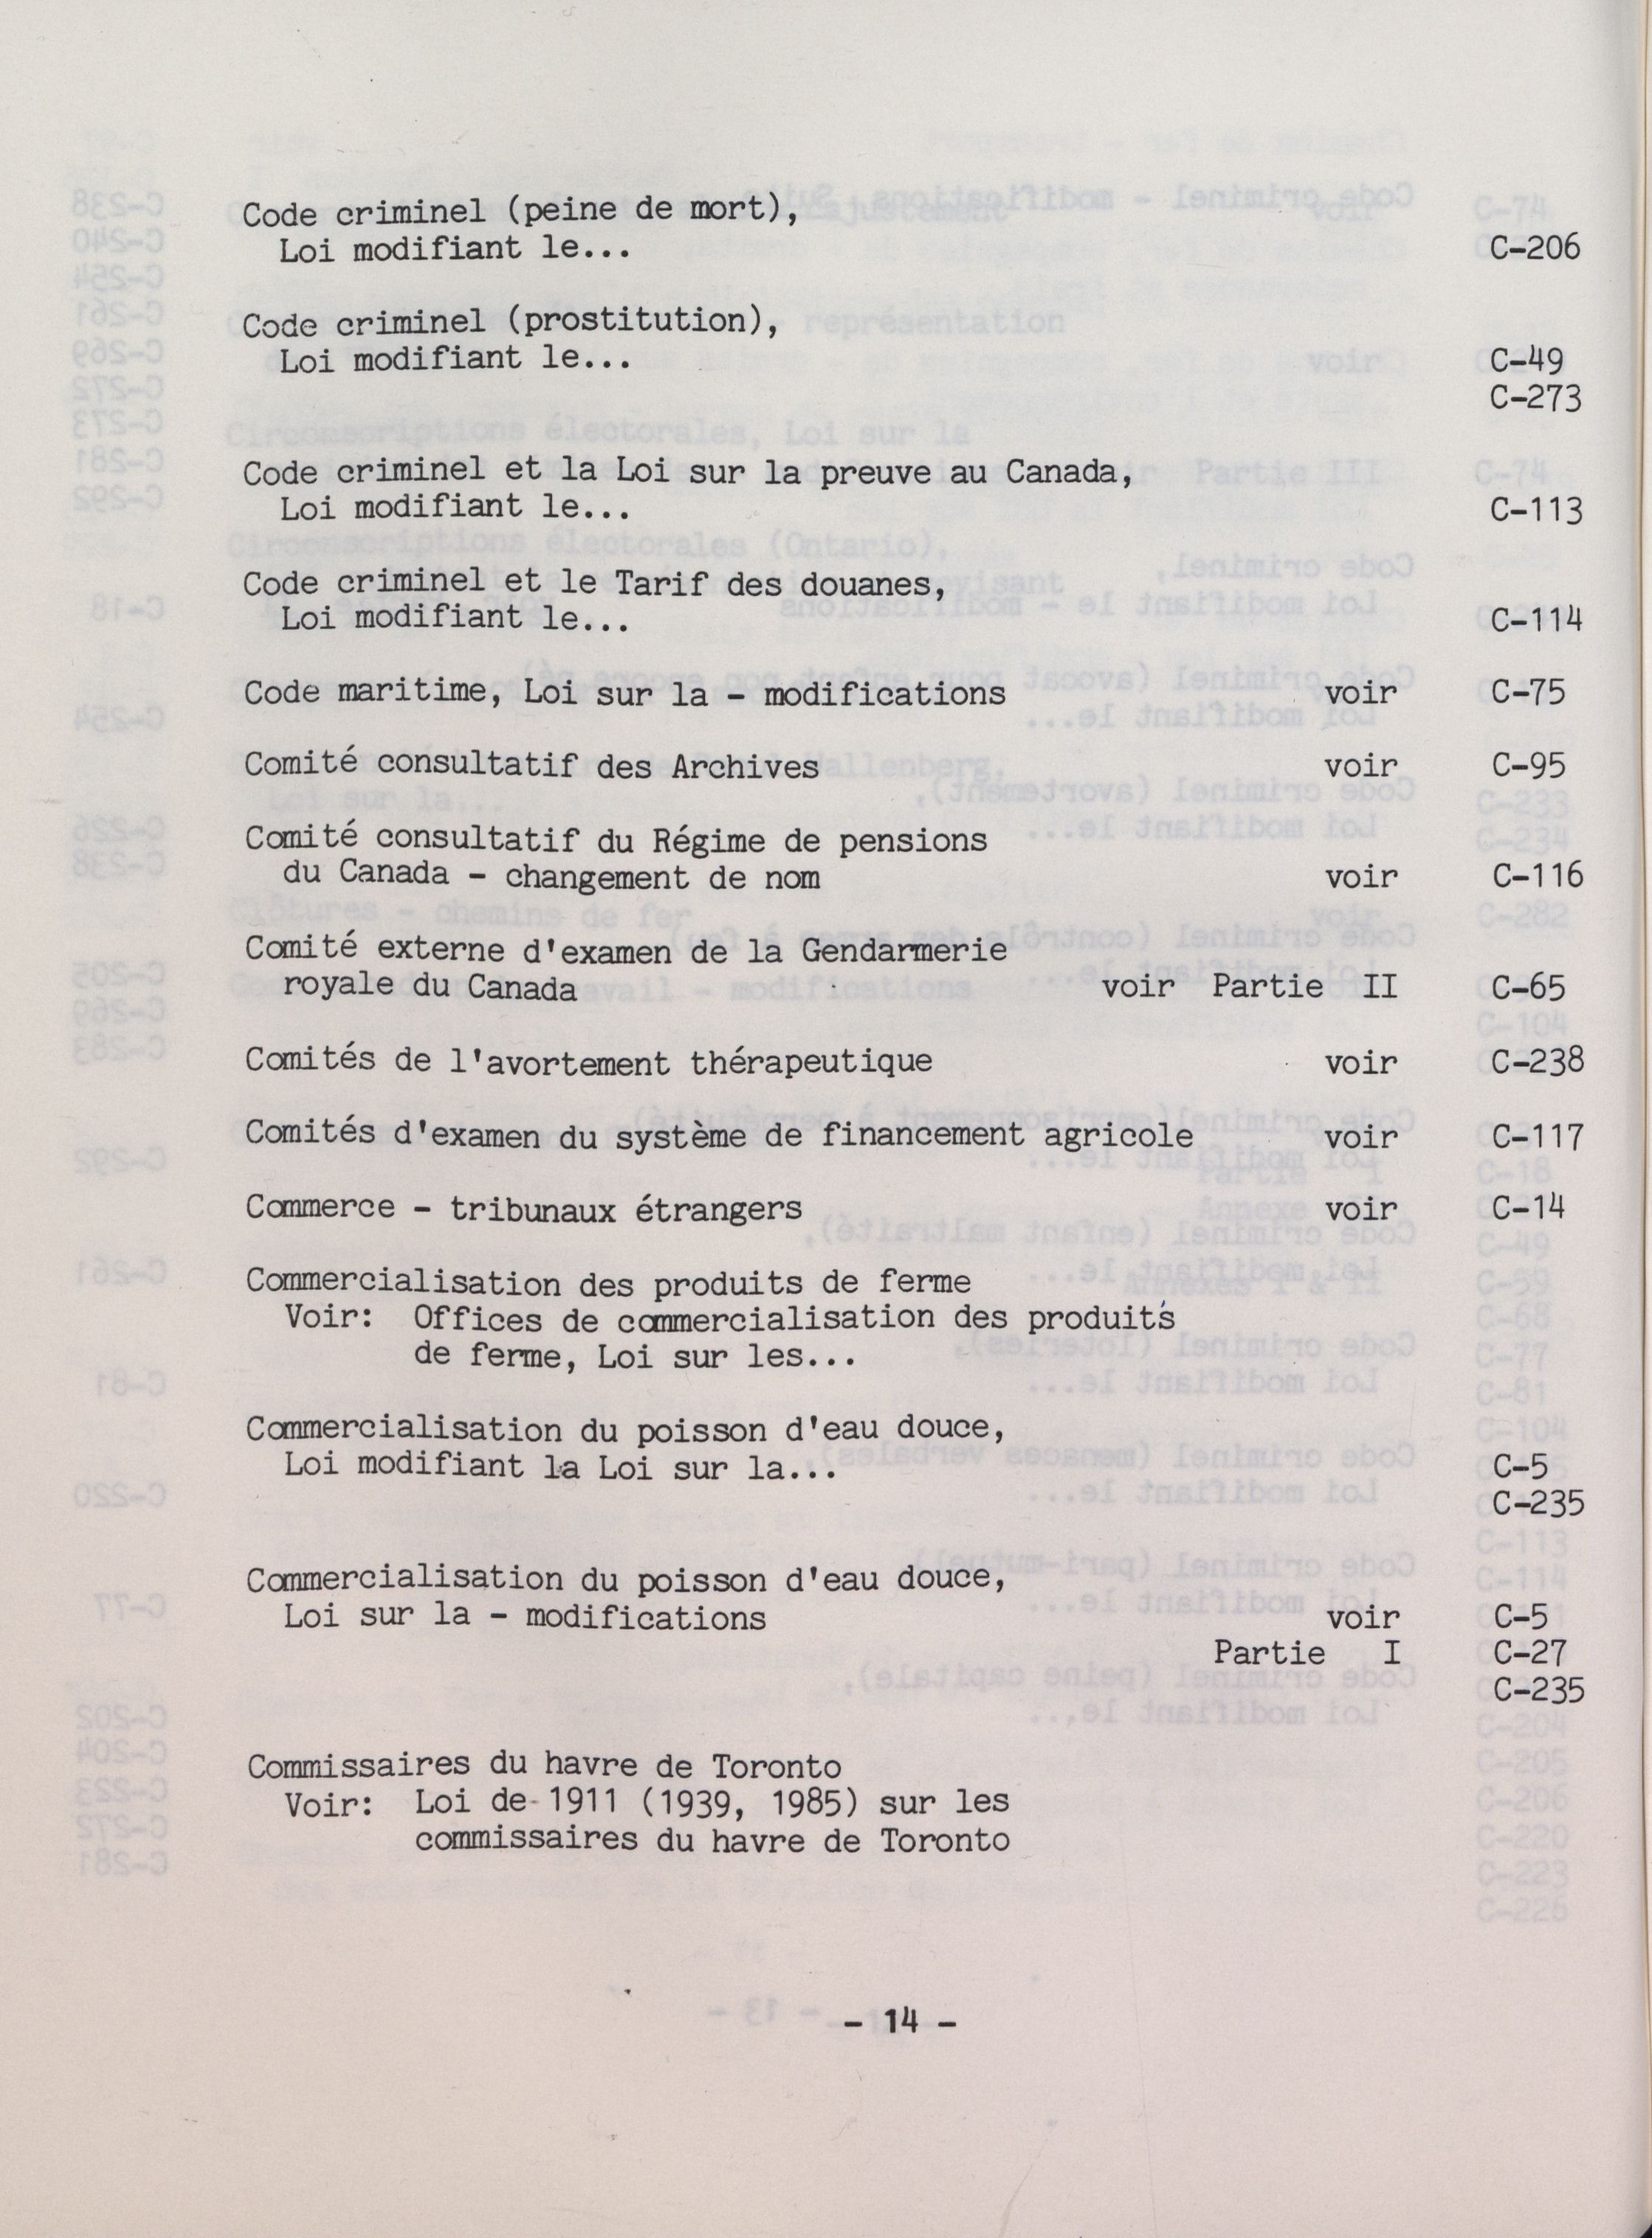 Code criminel (peine de mort),
Loi modifiant le... C-206
Code criminel (prostitution),
Loi modifiant le... C-49
C-273
Code criminel et la Loi sur la preuve au Canada,
Loi modifiant le... C-113
Code criminel et le Tarif des douanes,
Loi modifiant le... C-114
Code maritime, Loi sur la - modifications voir C-75
Comité consultatif des Archives voir C-95
Comité consultatif du Régime de pensions
du Canada - changement de nom voir C-116
Comité externe d'examen de la Gendarmerie
royale du Canada voir Partie II C-65
Comités de l'avortement thérapeutique voir C-238
Comités d'examen du système de financement agricole voir C-117
Commerce - tribunaux étrangers voir C-14
Commercialisation des produits de ferme
Voir: Offices de commercialisation des produits
de ferme, Loi sur les...
Commercialisation du poisson d'eau douce,
Loi modifiant la Loi sur la... C-5
C-235
Commercialisation du poisson d'eau douce,
Loi sur la - modifications voir C-5
Partie I C-27
C-235
Commissaires du havre de Toronto
Voir: Loi de 1911 (1939, 1985) sur les
commissaires du havre de Toronto
- 14 -